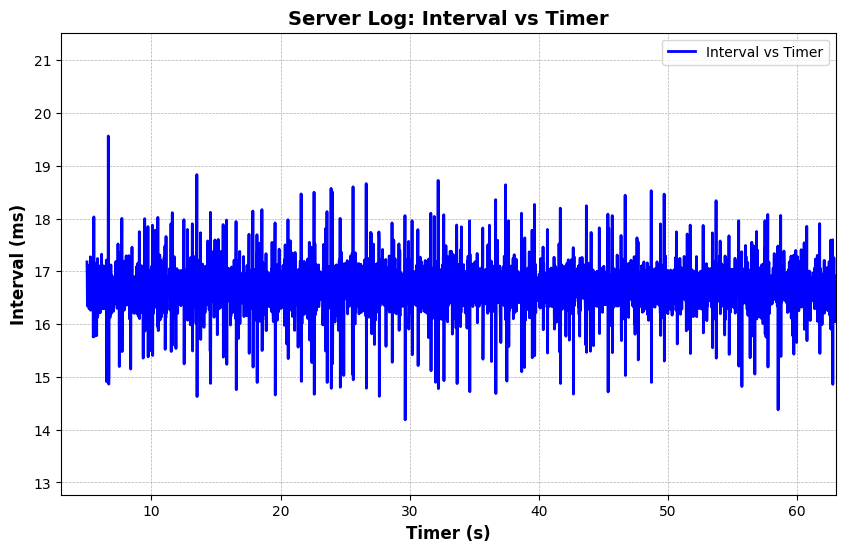 Server Log: Interval vs Timer
Interval vs Timer
21
20
19
18
17
16
15
14
13
Interval (ms)
10 20 30 40 50 60
Timer (s)